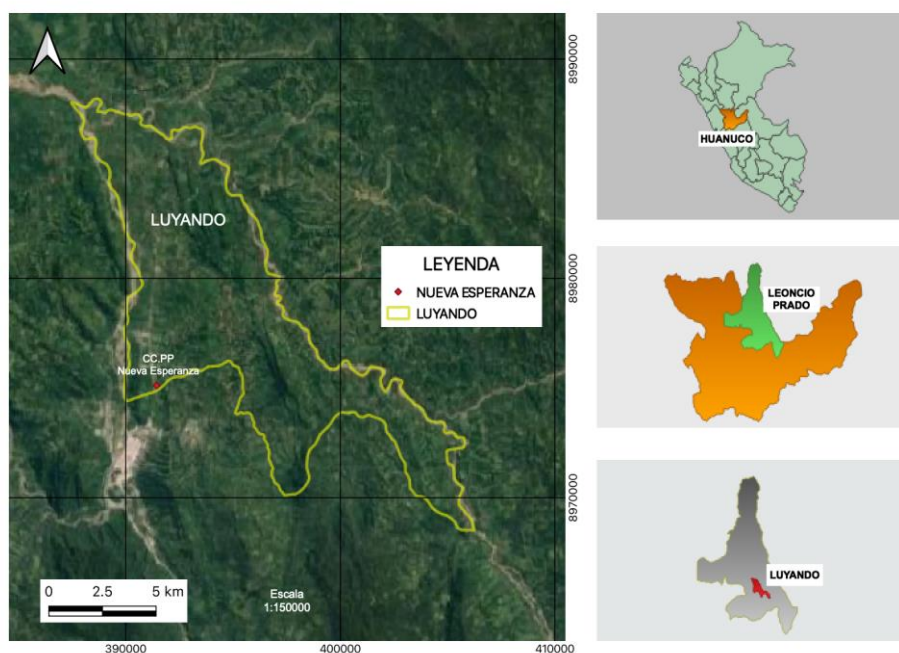 LUYANDO
LEYENDA
NUEVA ESPERANZA
LUYANDO
CC.PP
Nueva Esperanza
0 2.5 5 km
Escala
1:150000
390000 400000 410000
8990000
8980000
8970000
HUANUCO
LEONCIO
PRADO
LUYANDO